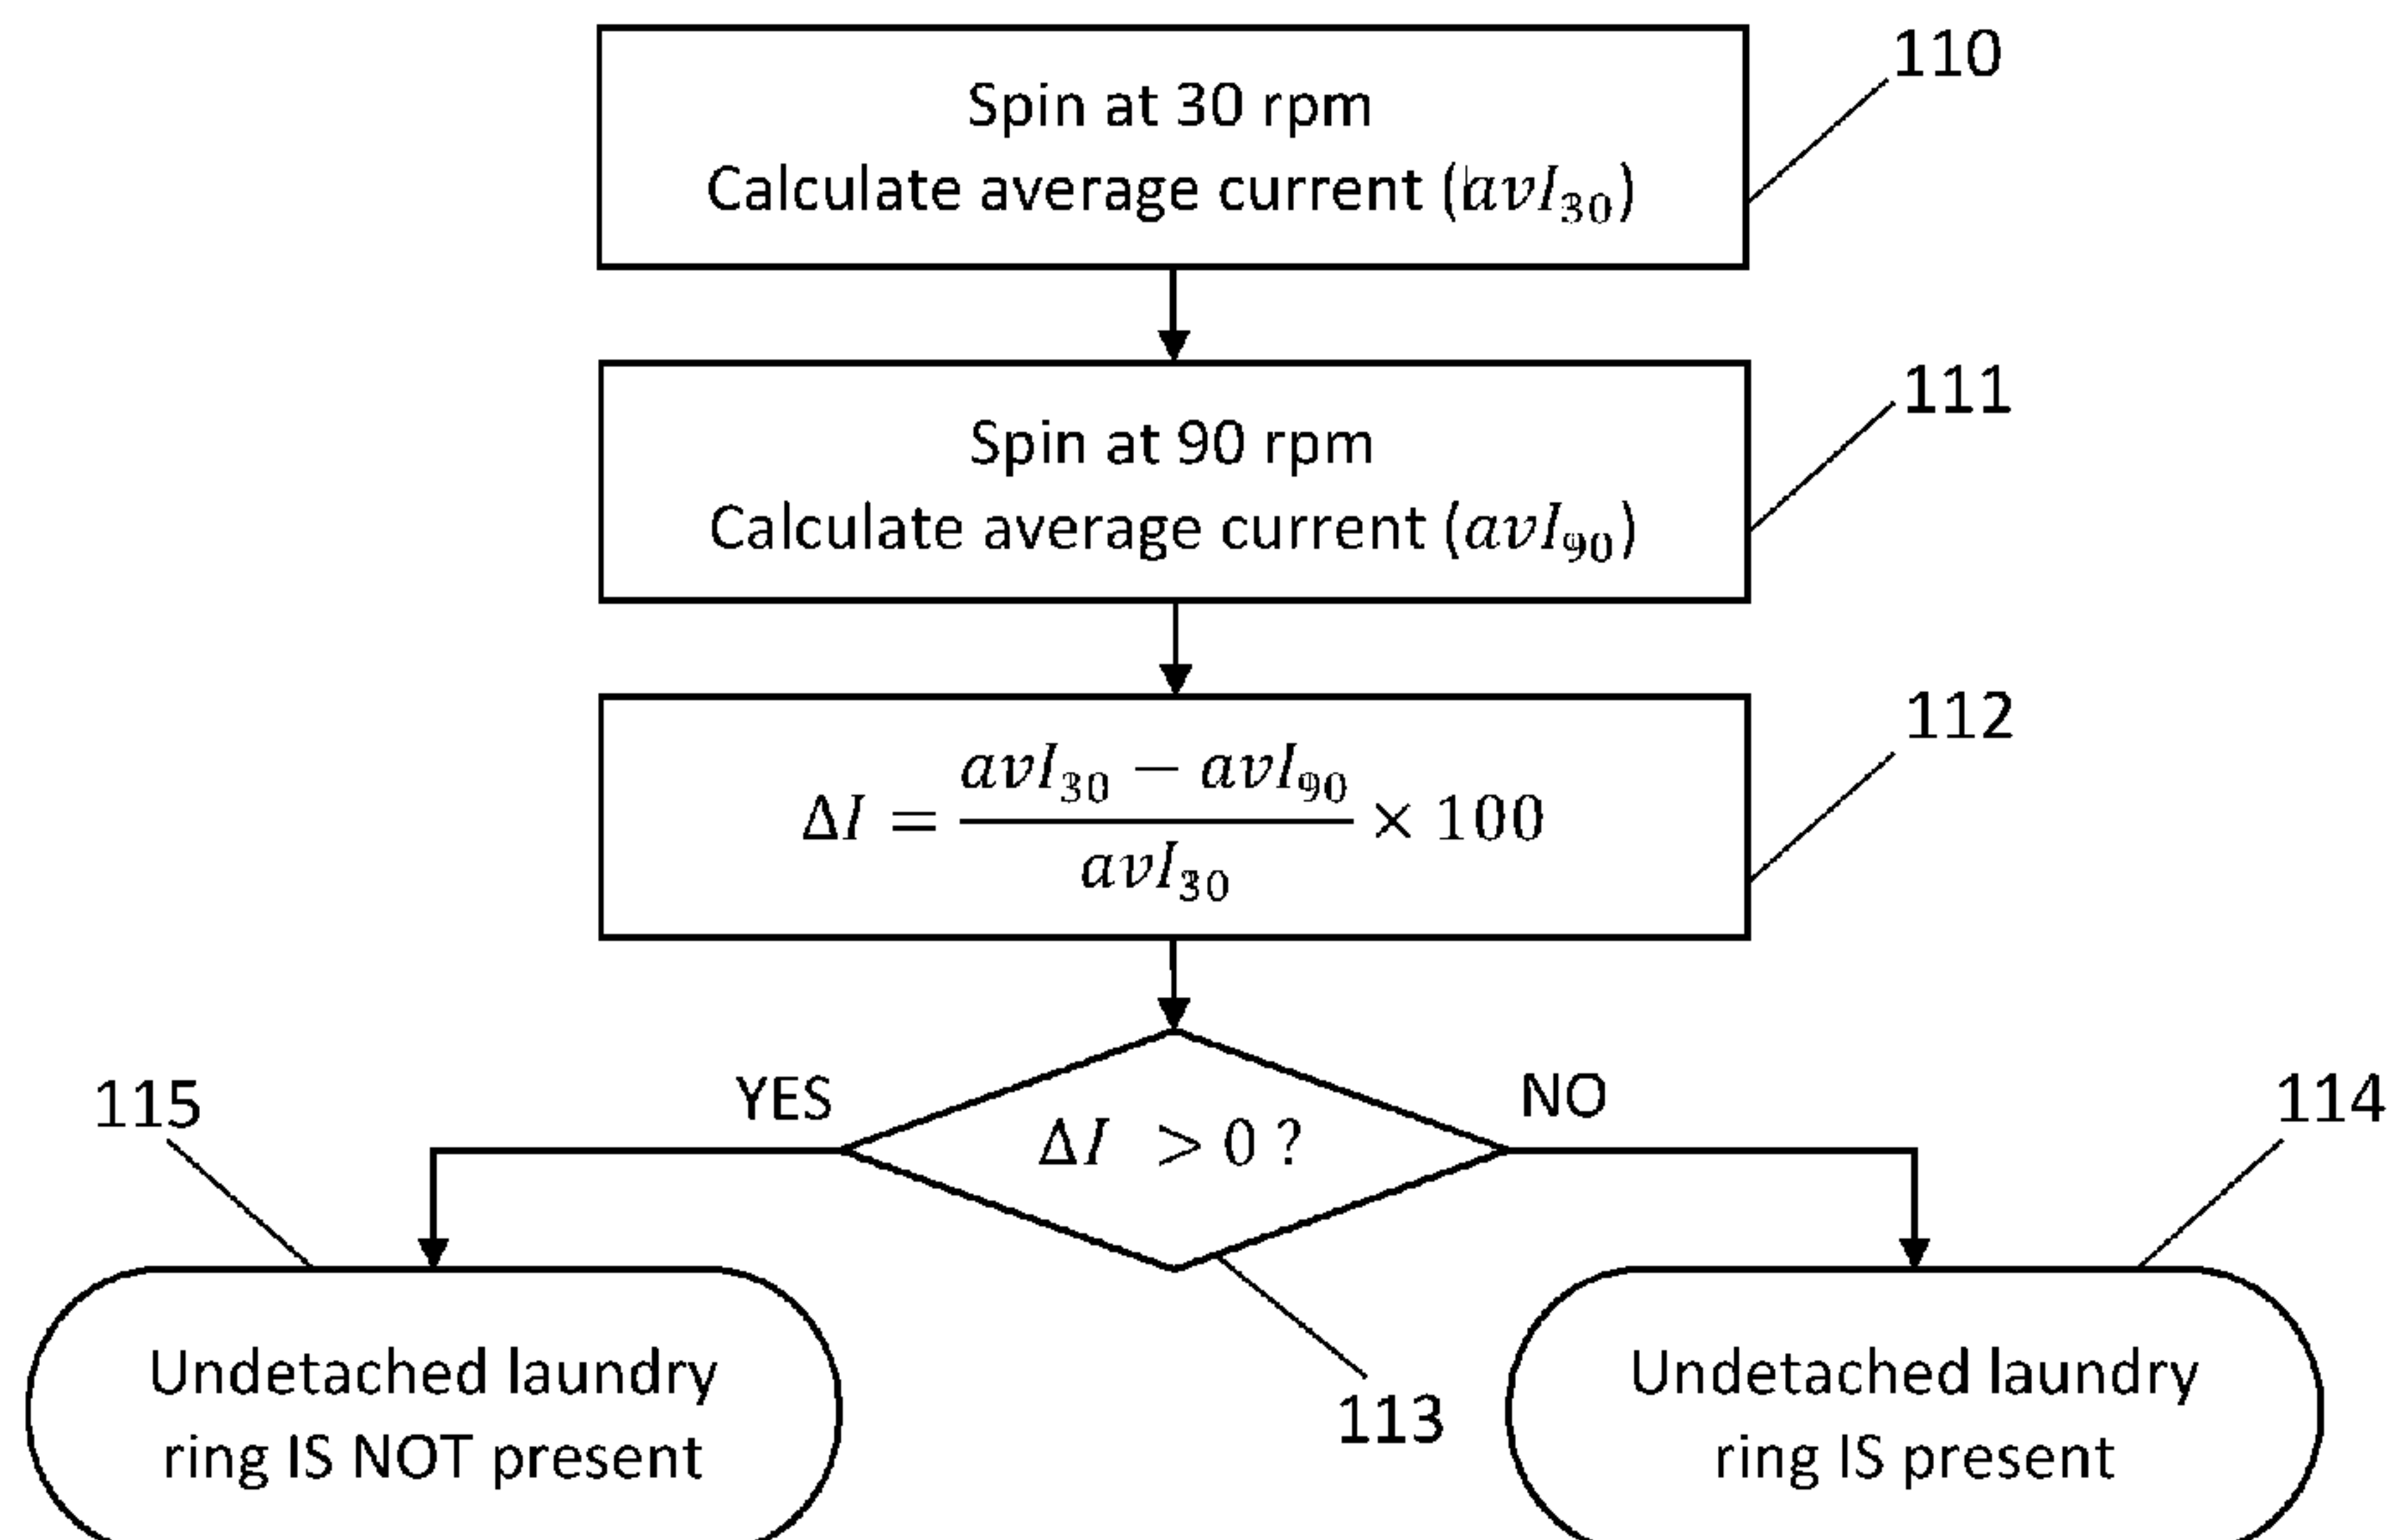 110
Spin at 30 rpm
Calculate average current (avI₃₀)
111
Spin at 90 rpm
Calculate average current (avI₉₀)
112
ΔI = (avI₃₀ − avI₉₀) / avI₃₀ × 100
115
YES
ΔI > 0 ?
NO
114
Undetached laundry
ring IS NOT present
113
Undetached laundry
ring IS present